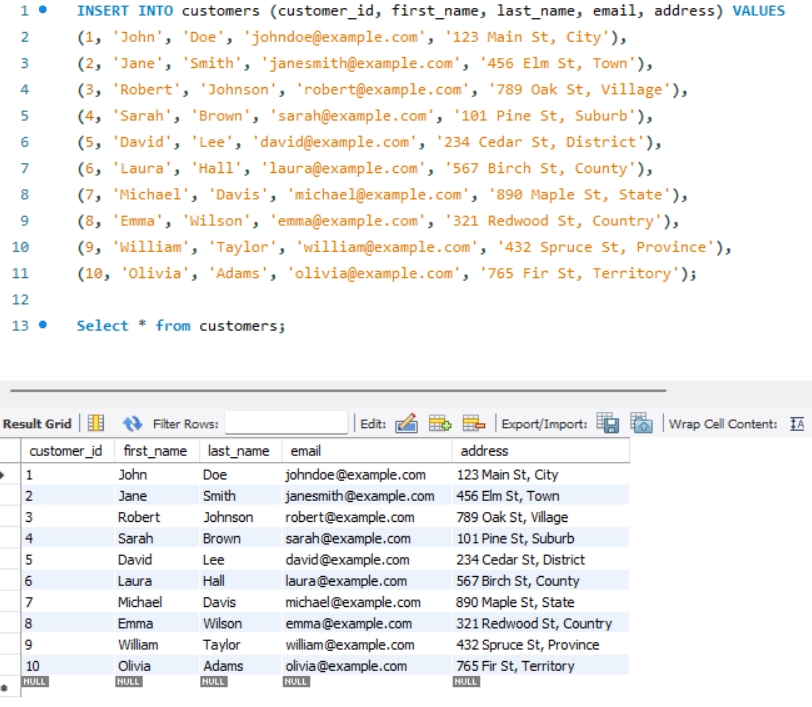 1 INSERT INTO customers (customer_id, first_name, last_name, email, address) VALUES
2 (1, 'John', 'Doe', 'johndoe@example.com', '123 Main St, City'),
3 (2, 'Jane', 'Smith', 'janesmith@example.com', '456 Elm St, Town'),
4 (3, 'Robert', 'Johnson', 'robert@example.com', '789 Oak St, Village'),
5 (4, 'Sarah', 'Brown', 'sarah@example.com', '101 Pine St, Suburb'),
6 (5, 'David', 'Lee', 'david@example.com', '234 Cedar St, District'),
7 (6, 'Laura', 'Hall', 'laura@example.com', '567 Birch St, County'),
8 (7, 'Michael', 'Davis', 'michael@example.com', '890 Maple St, State'),
9 (8, 'Emma', 'Wilson', 'emma@example.com', '321 Redwood St, Country'),
10 (9, 'William', 'Taylor', 'william@example.com', '432 Spruce St, Province'),
11 (10, 'Olivia', 'Adams', 'olivia@example.com', '765 Fir St, Territory');
12
13 Select * from customers;
Result Grid Filter Rows: Edit: Export/Import: Wrap Cell Content: IA
customer_id first_name last_name email address
1 John Doe johndoe@example.com 123 Main St, City
2 Jane Smith janesmith@example.com 456 Elm St, Town
3 Robert Johnson robert@example.com 789 Oak St, Village
4 Sarah Brown sarah@example.com 101 Pine St, Suburb
5 David Lee david@example.com 234 Cedar St, District
6 Laura Hall laura@example.com 567 Birch St, County
7 Michael Davis michael@example.com 890 Maple St, State
8 Emma Wilson emma@example.com 321 Redwood St, Country
9 William Taylor william@example.com 432 Spruce St, Province
10 Olivia Adams olivia@example.com 765 Fir St, Territory
NULL NULL NULL NULL NULL